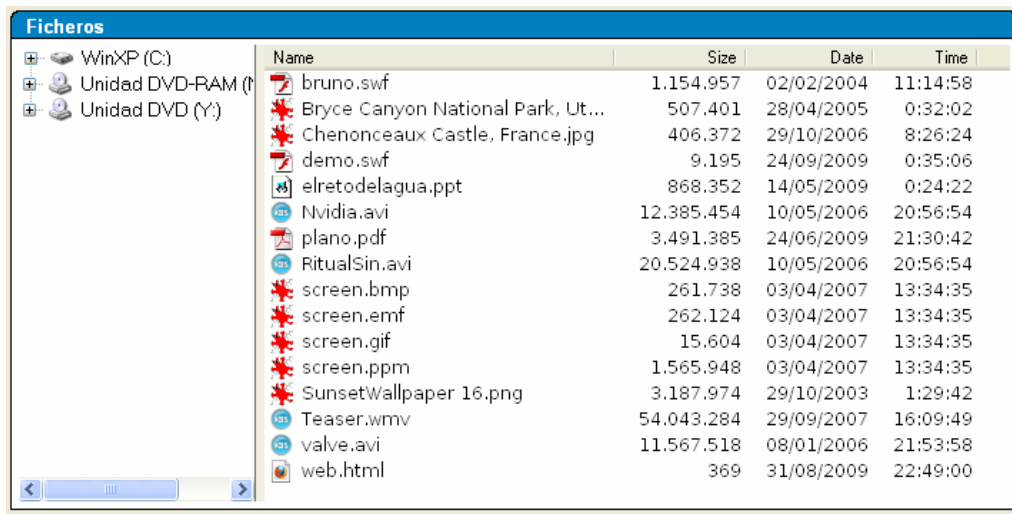 Ficheros
WinXP (C:)
Unidad DVD-RAM (
Unidad DVD (Y:)
Name Size Date Time
bruno.swf 1.154.957 02/02/2004 11:14:58
Bryce Canyon National Park, Ut... 507.401 28/04/2005 0:32:02
Chenonceaux Castle, France.jpg 406.372 29/10/2006 8:26:24
demo.swf 9.195 24/09/2009 0:35:06
elretodelagua.ppt 868.352 14/05/2009 0:24:22
Nvidia.avi 12.385.454 10/05/2006 20:56:54
plano.pdf 3.491.385 24/06/2009 21:30:42
RitualSin.avi 20.524.938 10/05/2006 20:56:54
screen.bmp 261.738 03/04/2007 13:34:35
screen.emf 262.124 03/04/2007 13:34:35
screen.gif 15.604 03/04/2007 13:34:35
screen.ppm 1.565.948 03/04/2007 13:34:35
SunsetWallpaper 16.png 3.187.974 29/10/2003 1:29:42
Teaser.wmv 54.043.284 29/09/2007 16:09:49
valve.avi 11.567.518 08/01/2006 21:53:58
web.html 369 31/08/2009 22:49:00